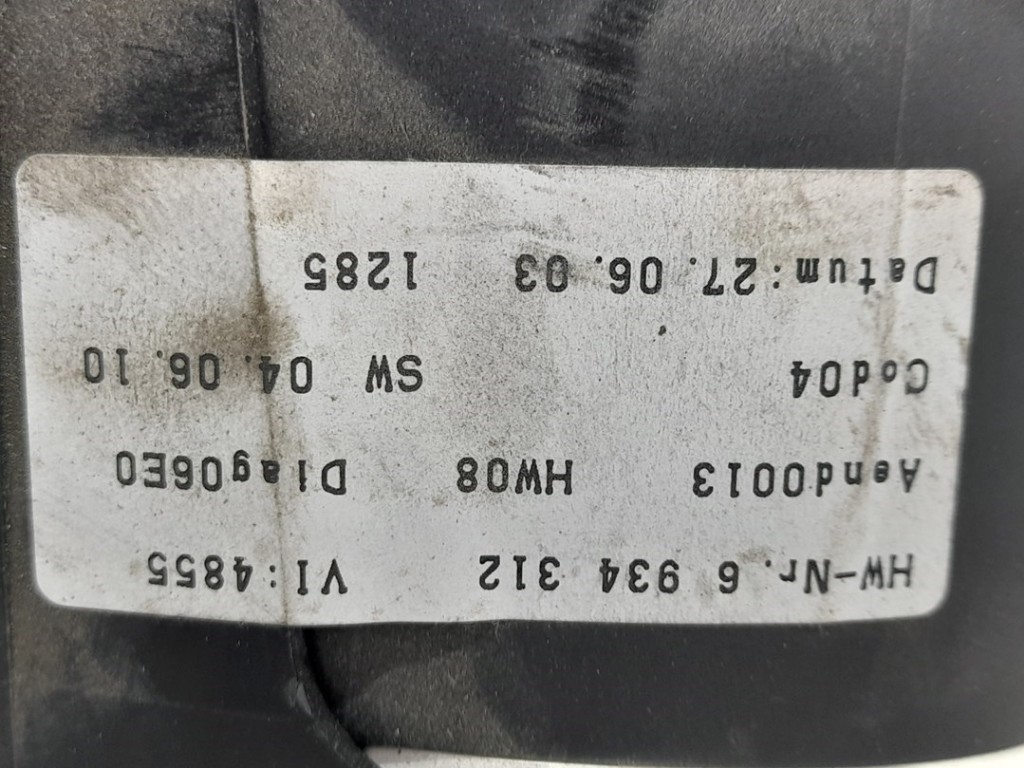 HW-Nr. 6 934 312 VI:4855
Aend0013 HW08 Diag06E0
Cod04 SW 04. 06. 10
Datum: 27. 06. 03 1285